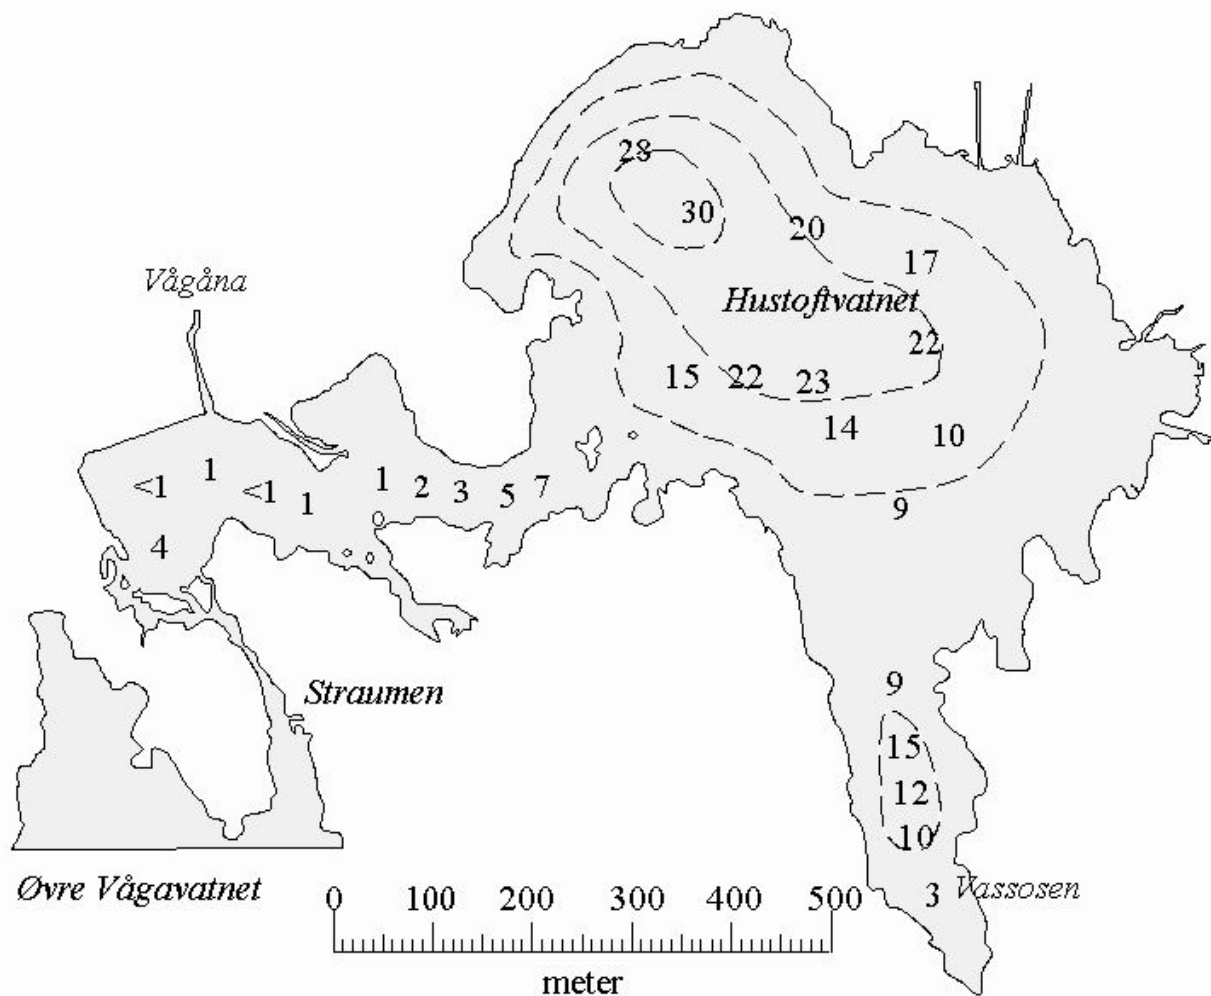 28
30
20
17
Vågåna
Hustoftvatnet
22
15 22 23
14 10
1
<1 <1 1 1 2 3 5 7
9
4
Straumen
9
15
12
10
Øvre Vågavatnet
3 Vassosen
0 100 200 300 400 500
meter